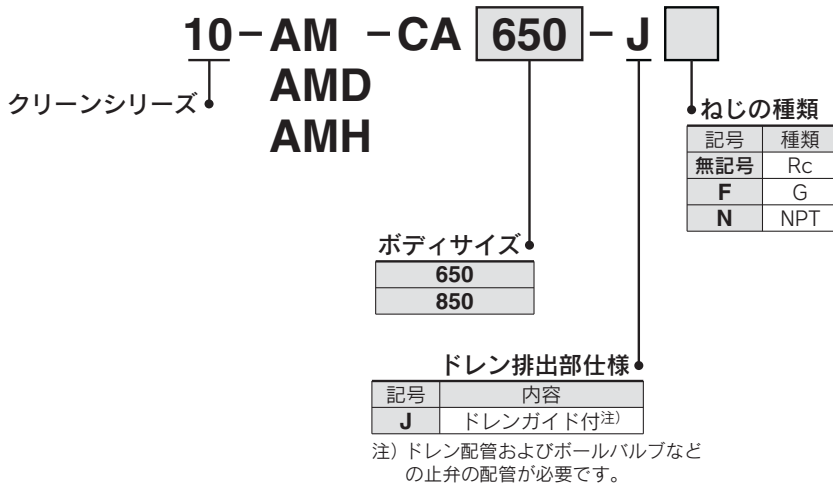 10-AM-CA 650-J
AMD
AMH
クリーンシリーズ
ねじの種類
記号 種類
無記号 Rc
F G
N NPT
ボディサイズ
650
850
ドレン排出部仕様
記号 内容
J ドレンガイド付注)
注) ドレン配管およびボールバルブなど
の止弁の配管が必要です。